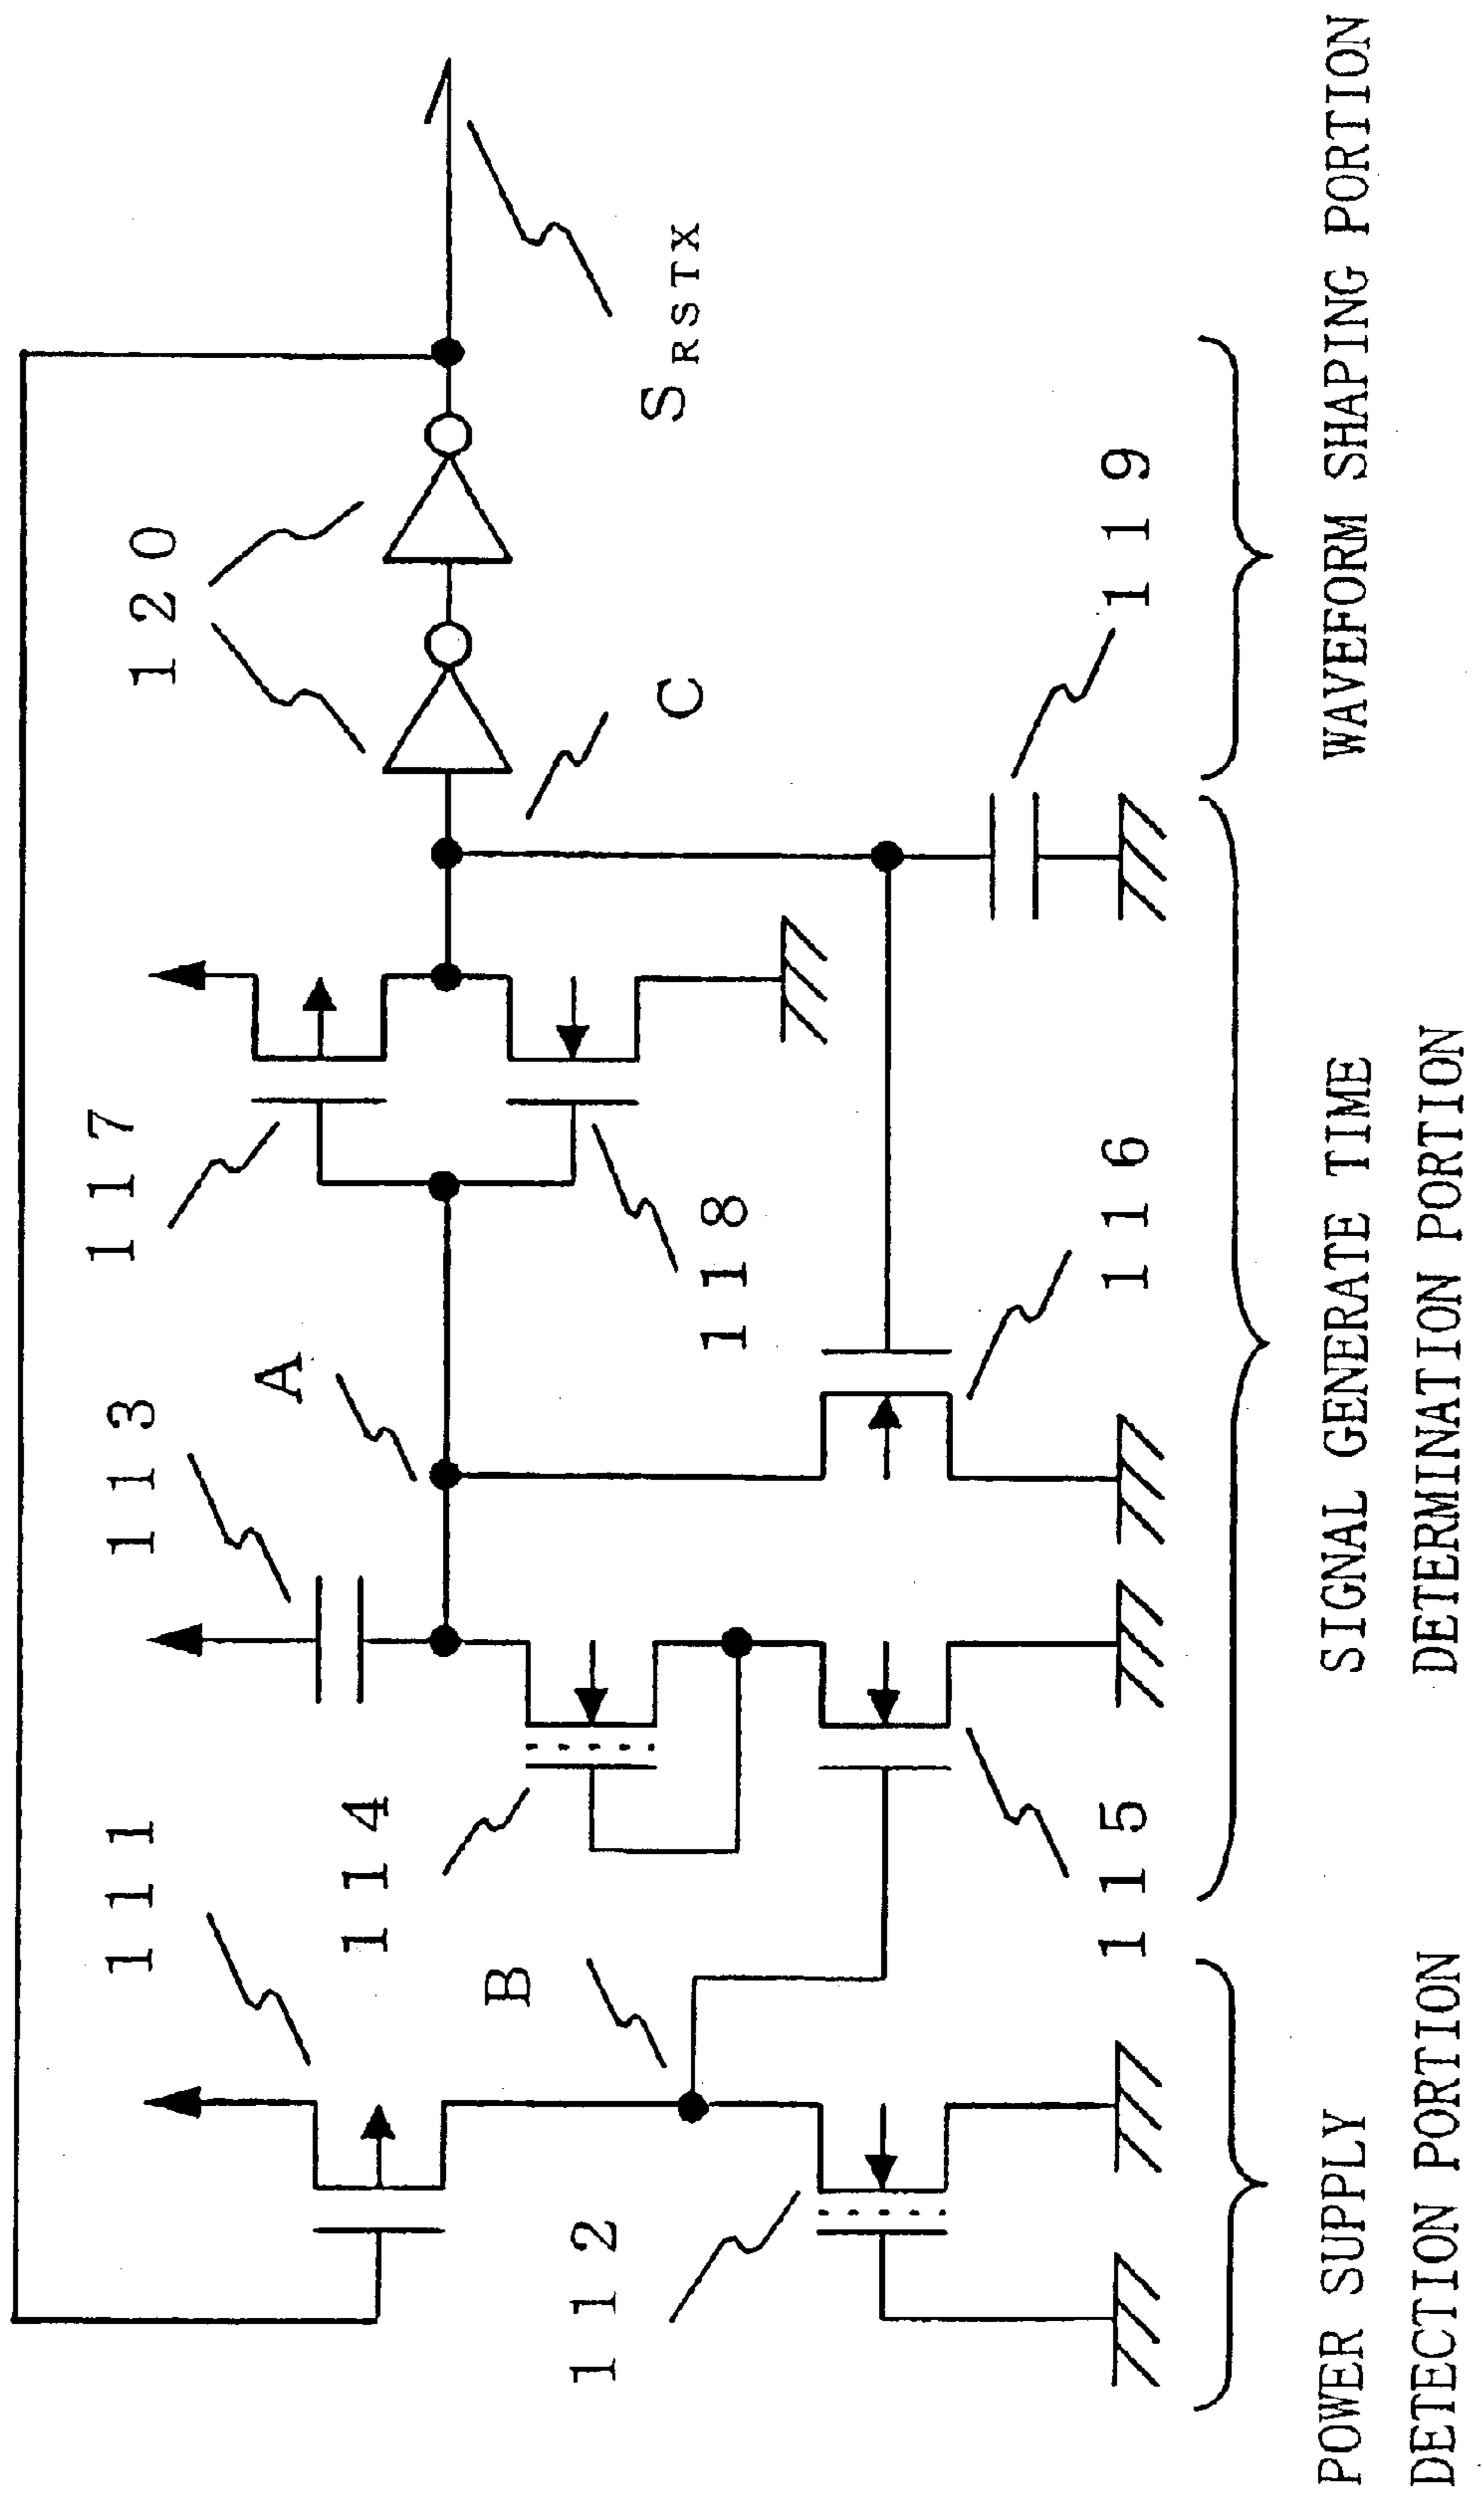 120
117
113
A
111
114
B
112
118
C
S RSTX
119
116
115
POWER SUPPLY
DETECTION PORTION
SIGNAL GENERATE TIME
DETERMINATION PORTION
WAVEFORM SHAPING PORTION